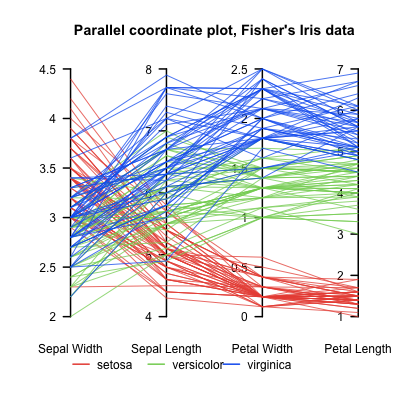 Parallel coordinate plot, Fisher's Iris data
4.5 8 2.5 7
4 7 2 6
3.5 1.5 5
3 6 1 4
2.5 5 0.5 3
2 4 0 2
1
Sepal Width Sepal Length Petal Width Petal Length
setosa versicolor virginica